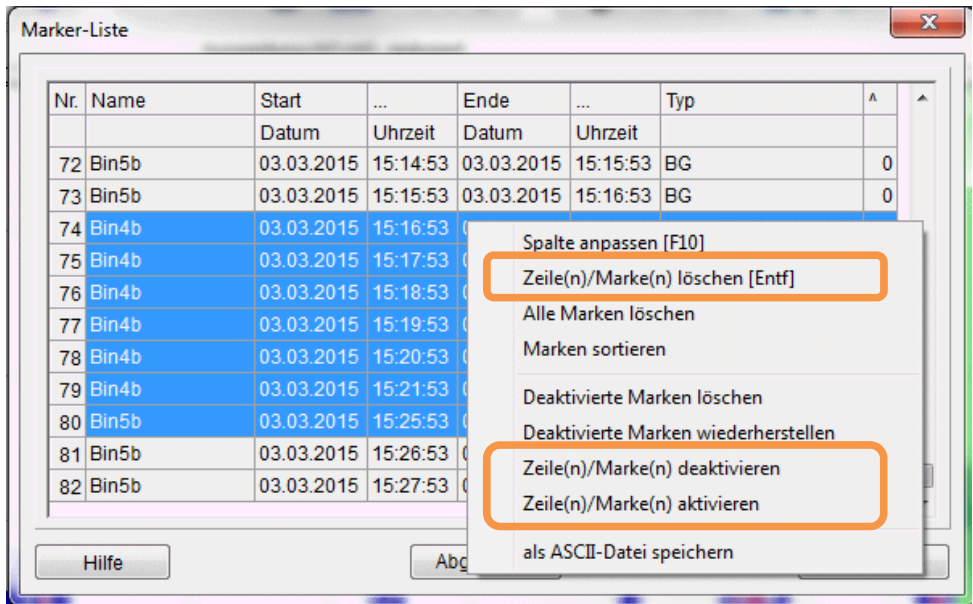 Marker-Liste
Nr. Name Start ... Ende ... Typ ^
Datum Uhrzeit Datum Uhrzeit
72 Bin5b 03.03.2015 15:14:53 03.03.2015 15:15:53 BG 0
73 Bin5b 03.03.2015 15:15:53 03.03.2015 15:16:53 BG 0
74 Bin4b 03.03.2015 15:16:53
75 Bin4b 03.03.2015 15:17:53
76 Bin4b 03.03.2015 15:18:53
77 Bin4b 03.03.2015 15:19:53
78 Bin4b 03.03.2015 15:20:53
79 Bin4b 03.03.2015 15:21:53
80 Bin5b 03.03.2015 15:25:53
81 Bin5b 03.03.2015 15:26:53
82 Bin5b 03.03.2015 15:27:53
Spalte anpassen [F10]
Zeile(n)/Marke(n) löschen [Entf]
Alle Marken löschen
Marken sortieren
Deaktivierte Marken löschen
Deaktivierte Marken wiederherstellen
Zeile(n)/Marke(n) deaktivieren
Zeile(n)/Marke(n) aktivieren
als ASCII-Datei speichern
Hilfe